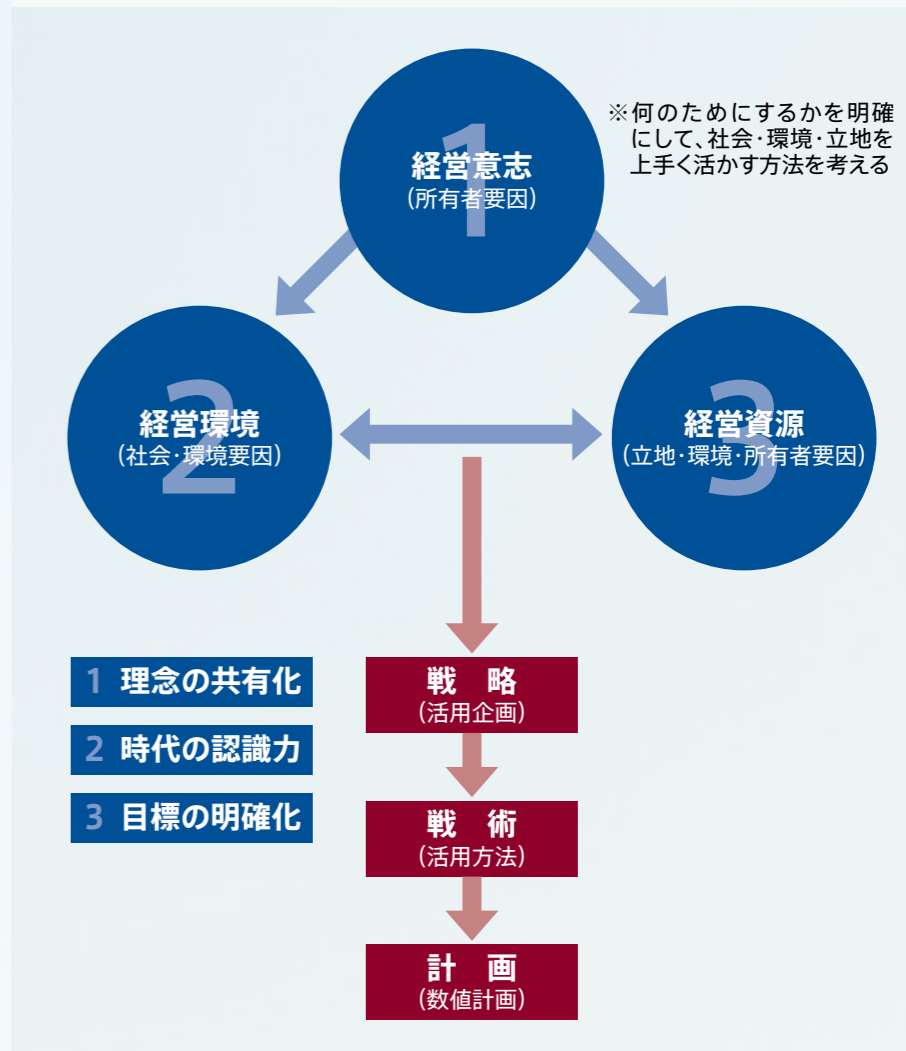 1
経営意志
(所有者要因)
※何のためにするかを明確
にして、社会・環境・立地を
上手く活かす方法を考える
2
経営環境
(社会・環境要因)
3
経営資源
(立地・環境・所有者要因)
1 理念の共有化
2 時代の認識力
3 目標の明確化
戦　略
(活用企画)
戦　術
(活用方法)
計　画
(数値計画)